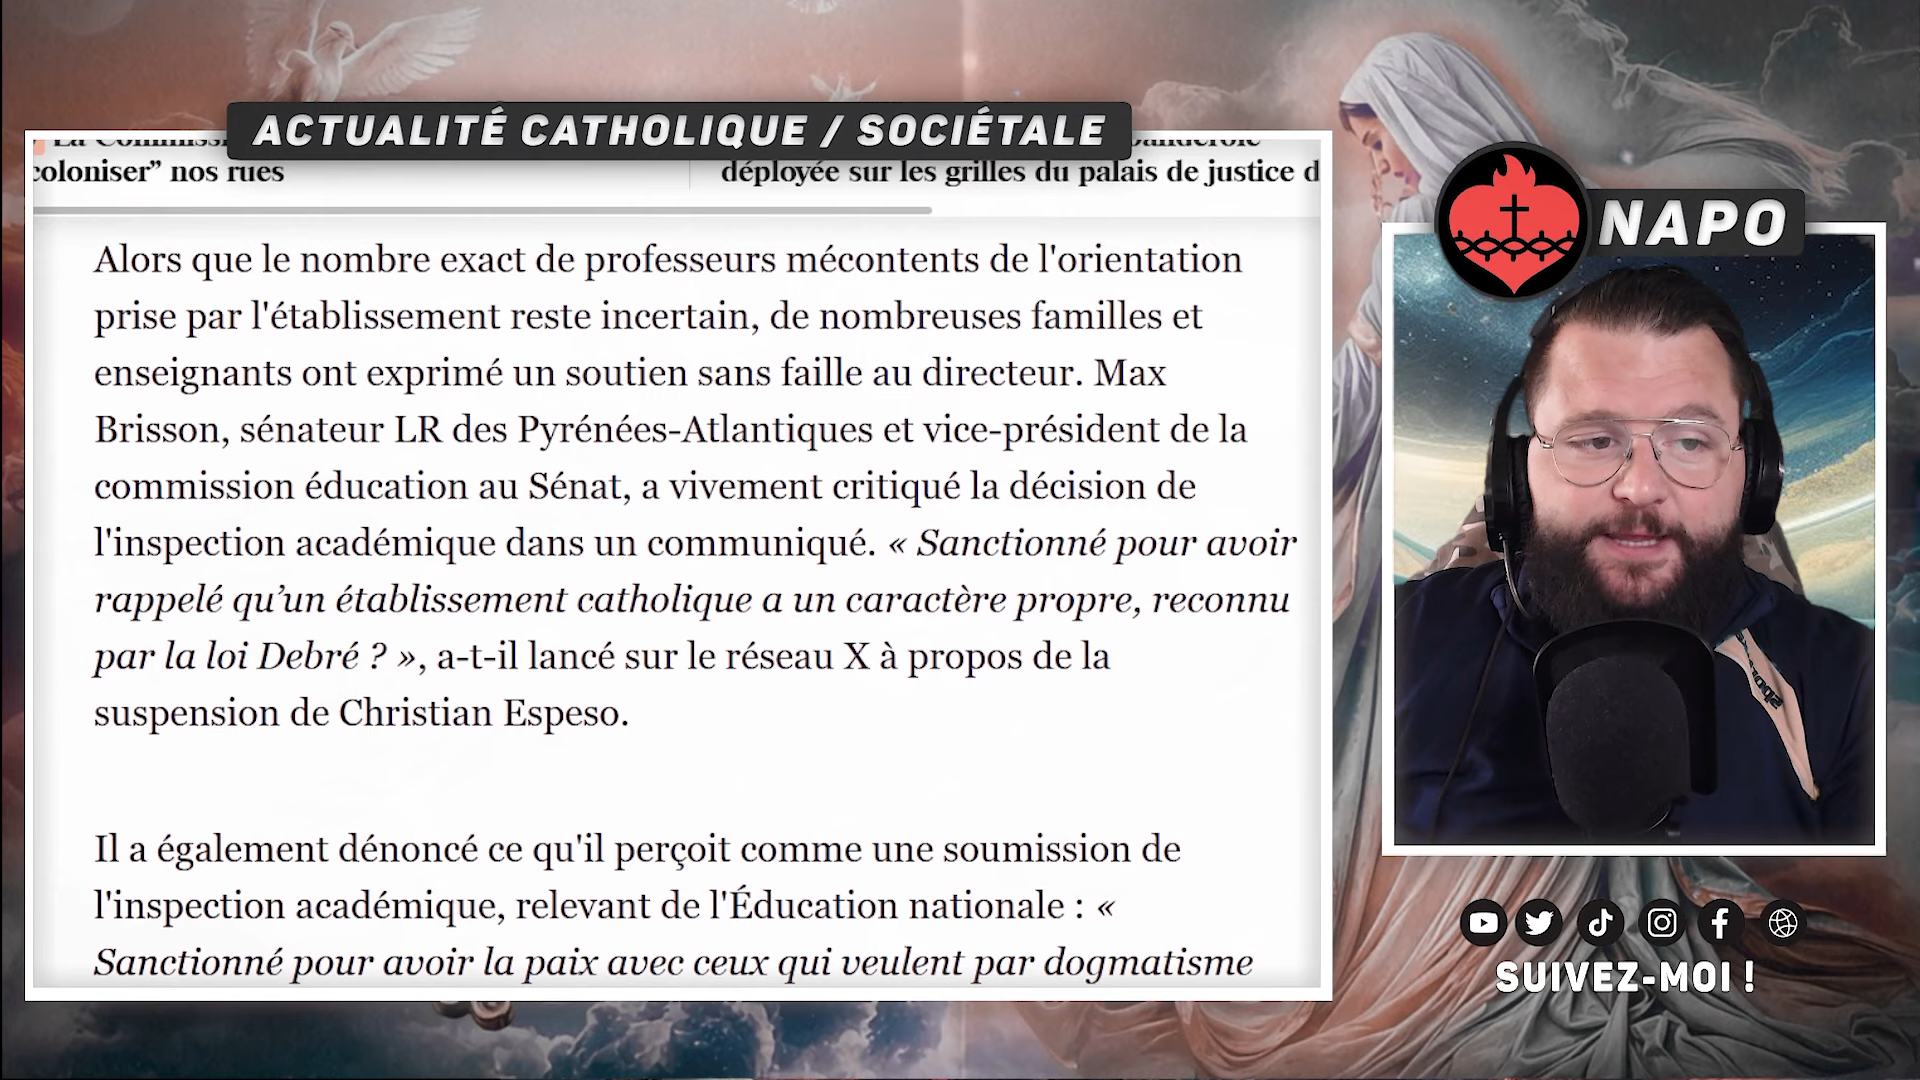 ACTUALITÉ CATHOLIQUE / SOCIÉTALE
La
coloniser” nos rues
banderole
déployée sur les grilles du palais de justice d
Alors que le nombre exact de professeurs mécontents de l'orientation
prise par l'établissement reste incertain, de nombreuses familles et
enseignants ont exprimé un soutien sans faille au directeur. Max
Brisson, sénateur LR des Pyrénées-Atlantiques et vice-président de la
commission éducation au Sénat, a vivement critiqué la décision de
l'inspection académique dans un communiqué. « Sanctionné pour avoir
rappelé qu’un établissement catholique a un caractère propre, reconnu
par la loi Debré ? », a-t-il lancé sur le réseau X à propos de la
suspension de Christian Espeso.
Il a également dénoncé ce qu'il perçoit comme une soumission de
l'inspection académique, relevant de l'Éducation nationale : «
Sanctionné pour avoir la paix avec ceux qui veulent par dogmatisme
NAPO
SUIVEZ-MOI !